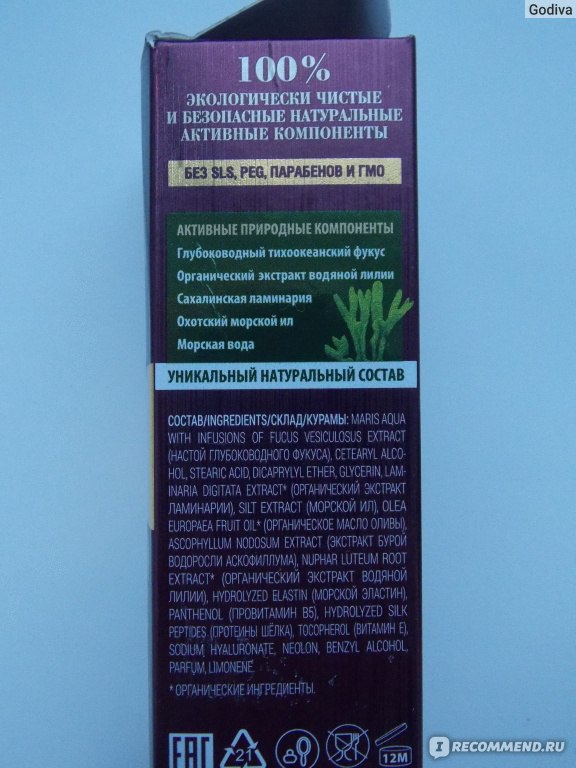 Godiva
100%
ЭКОЛОГИЧЕСКИ ЧИСТЫЕ
И БЕЗОПАСНЫЕ НАТУРАЛЬНЫЕ
АКТИВНЫЕ КОМПОНЕНТЫ
БЕЗ SLS, PEG, ПАРАБЕНОВ И ГМО
АКТИВНЫЕ ПРИРОДНЫЕ КОМПОНЕНТЫ
Глубоководный тихоокеанский фукус
Органический экстракт водяной лилии
Сахалинская ламинария
Охотский морской ил
Морская вода
УНИКАЛЬНЫЙ НАТУРАЛЬНЫЙ СОСТАВ
СОСТАВ/INGREDIENTS/СКЛАД/КУРАМЫ: MARIS AQUA
WITH INFUSIONS OF FUCUS VESICULOSUS EXTRACT
(НАСТОЙ ГЛУБОКОВОДНОГО ФУКУСА), CETEARYL ALCO-
HOL, STEARIC ACID, DICAPRYLYL ETHER, GLYCERIN, LAM-
INARIA DIGITATA EXTRACT* (ОРГАНИЧЕСКИЙ ЭКСТРАКТ
ЛАМИНАРИИ), SILT EXTRACT (МОРСКОЙ ИЛ), OLEA
EUROPAEA FRUIT OIL* (ОРГАНИЧЕСКОЕ МАСЛО ОЛИВЫ),
ASCOPHYLLUM NODOSUM EXTRACT (ЭКСТРАКТ БУРОЙ
ВОДОРОСЛИ АСКОФИЛЛУМА), NUPHAR LUTEUM ROOT
EXTRACT* (ОРГАНИЧЕСКИЙ ЭКСТРАКТ ВОДЯНОЙ
ЛИЛИИ), HYDROLYZED ELASTIN (МОРСКОЙ ЭЛАСТИН),
PANTHENOL (ПРОВИТАМИН B5), HYDROLYZED SILK
PEPTIDES (ПРОТЕИНЫ ШЁЛКА), TOCOPHEROL (ВИТАМИН Е),
SODIUM HYALURONATE, NEOLON, BENZYL ALCOHOL,
PARFUM, LIMONENE.
* ОРГАНИЧЕСКИЕ ИНГРЕДИЕНТЫ.
EAC 21 12M
IRECOMMEND.RU